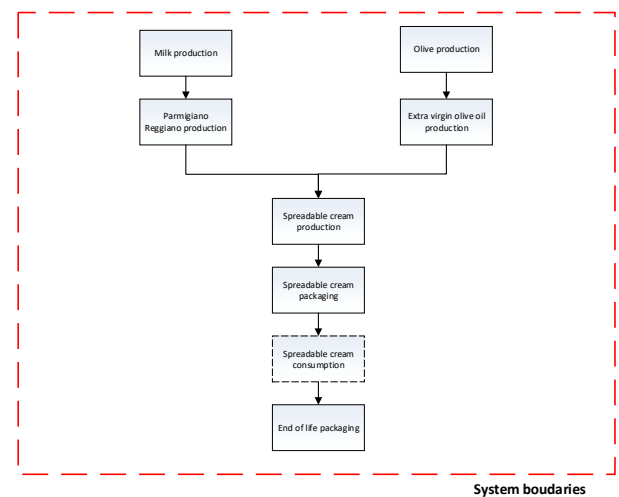 Milk production
Olive production
Parmigiano
Reggiano production
Extra virgin olive oil
production
Spreadable cream
production
Spreadable cream
packaging
Spreadable cream
consumption
End of life packaging
System boudaries